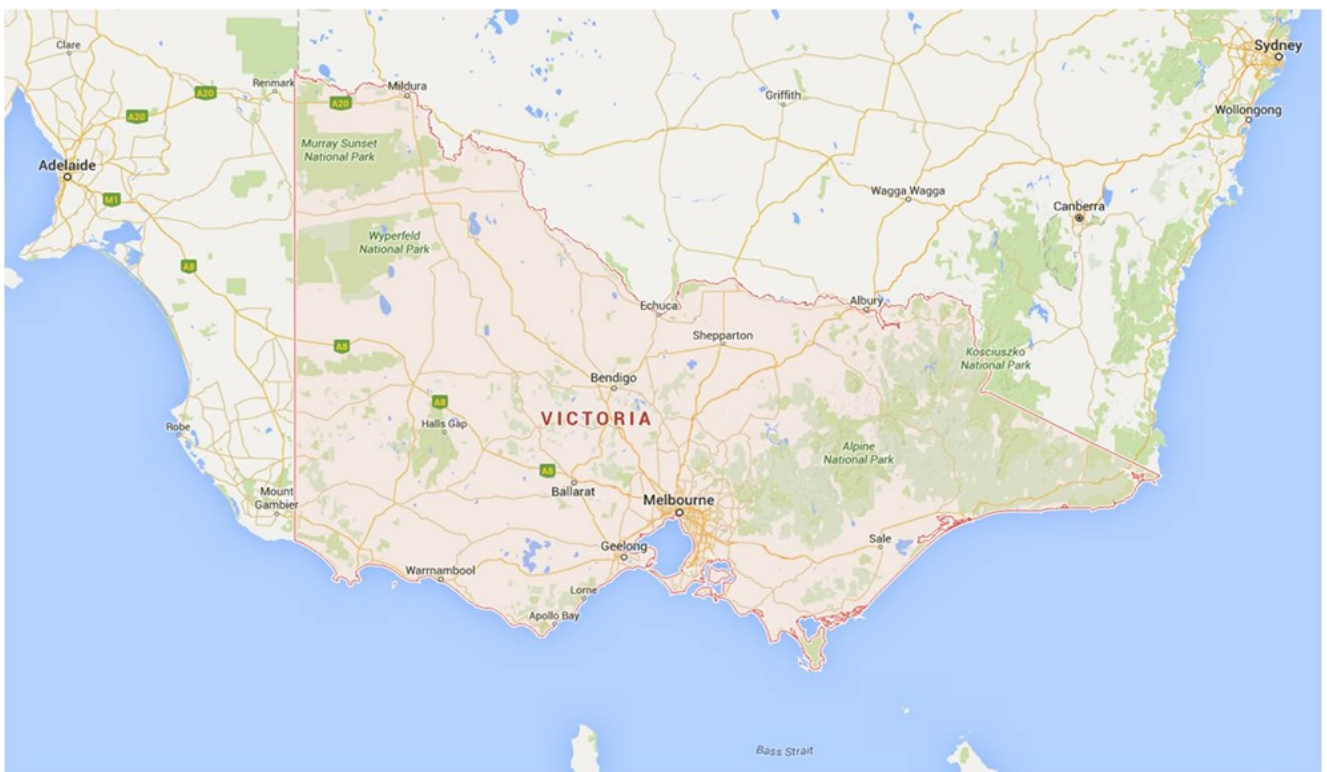 Clare
Sydney
Renmark
A20
Mildura
A20
Griffith
A20
Wollongong
Murray Sunset
National Park
Adelaide
M1
Wagga Wagga
Canberra
Wyperfeld
National Park
A8
Echuca
Albury
Shepparton
A8
Kosciuszko
National Park
Bendigo
A8
VICTORIA
Halls Gap
Robe
Alpine
National Park
A8
Ballarat
Mount
Gambier
Melbourne
Sale
Geelong
Warrnambool
Lorne
Apollo Bay
Bass Strait